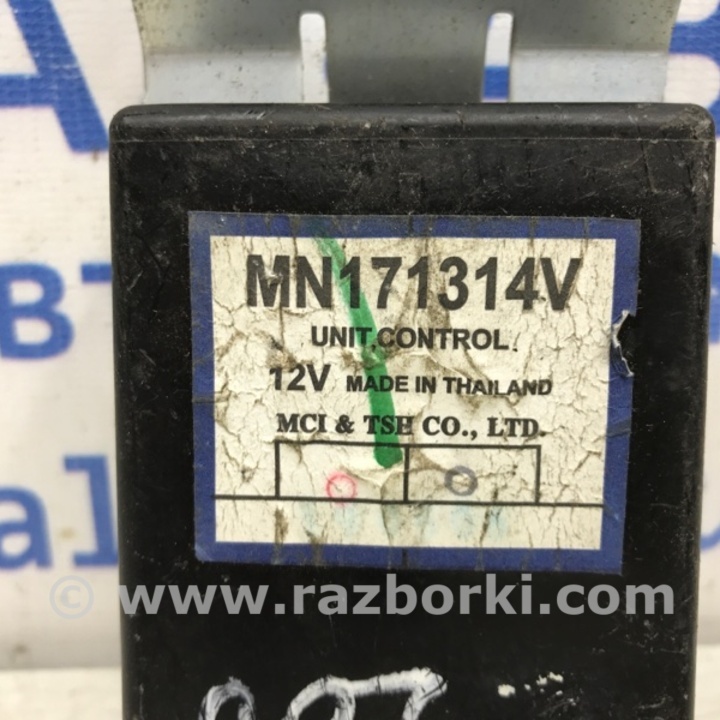 MN171314V
UNIT,CONTROL.
12V MADE IN THAILAND
MCI & TSE CO., LTD.
© www.razborki.com